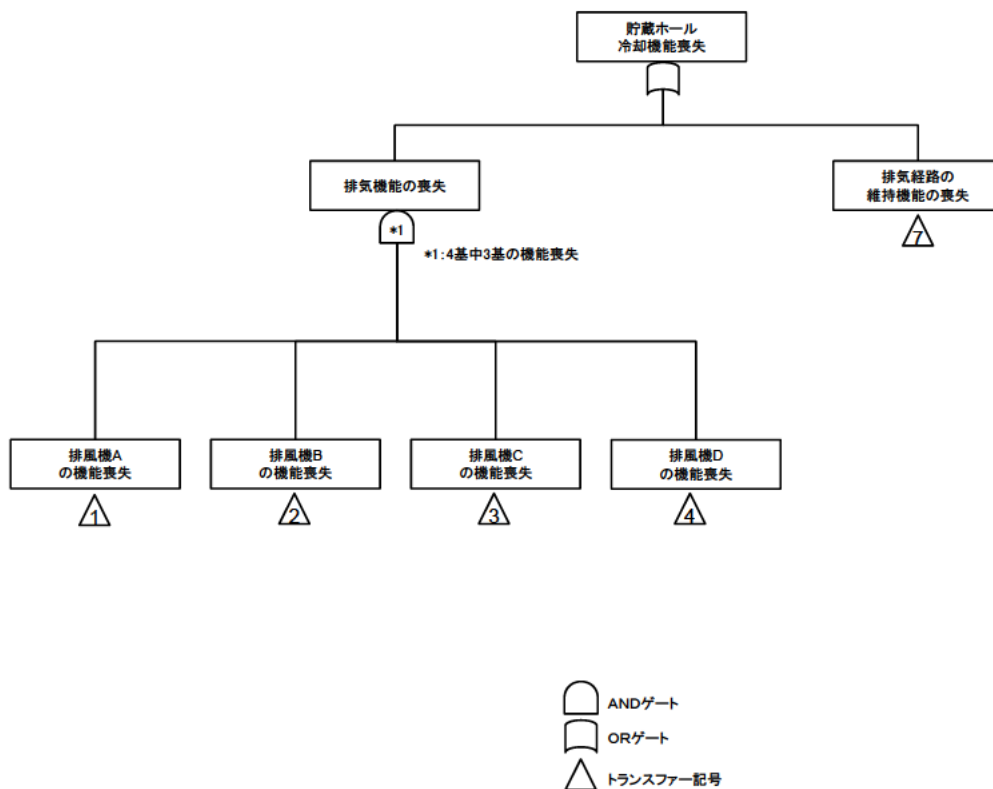 貯蔵ホール
冷却機能喪失
排気機能の喪失
排気経路の
維持機能の喪失
*1
7
*1:4基中3基の機能喪失
排風機A
の機能喪失
排風機B
の機能喪失
排風機C
の機能喪失
排風機D
の機能喪失
1
2
3
4
ANDゲート
ORゲート
トランスファー記号